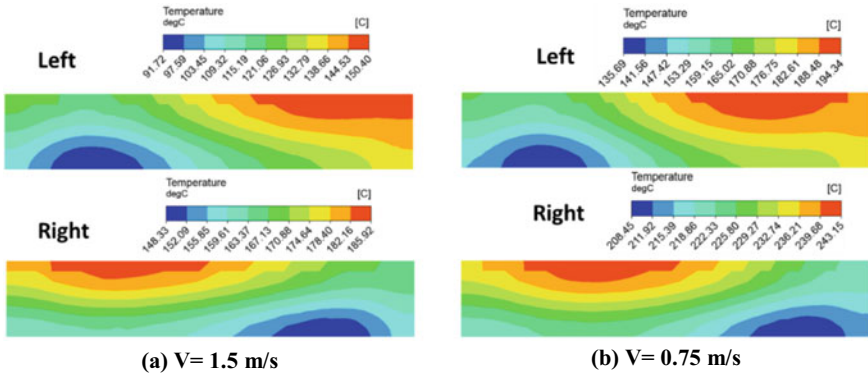 Temperature
degC [C]
Left
91.72 97.59 103.45 109.32 115.19 121.06 126.93 132.79 138.66 144.53 150.40
Temperature
degC [C]
Right
148.33 152.09 155.85 159.61 163.37 167.13 170.88 174.64 178.40 182.16 185.92
(a) V= 1.5 m/s
Temperature
degC [C]
Left
135.69 141.56 147.42 153.29 159.15 165.02 170.88 176.75 182.61 188.48 194.34
Temperature
degC [C]
Right
208.45 211.92 215.39 218.86 222.33 225.80 229.27 232.74 236.21 239.68 243.15
(b) V= 0.75 m/s